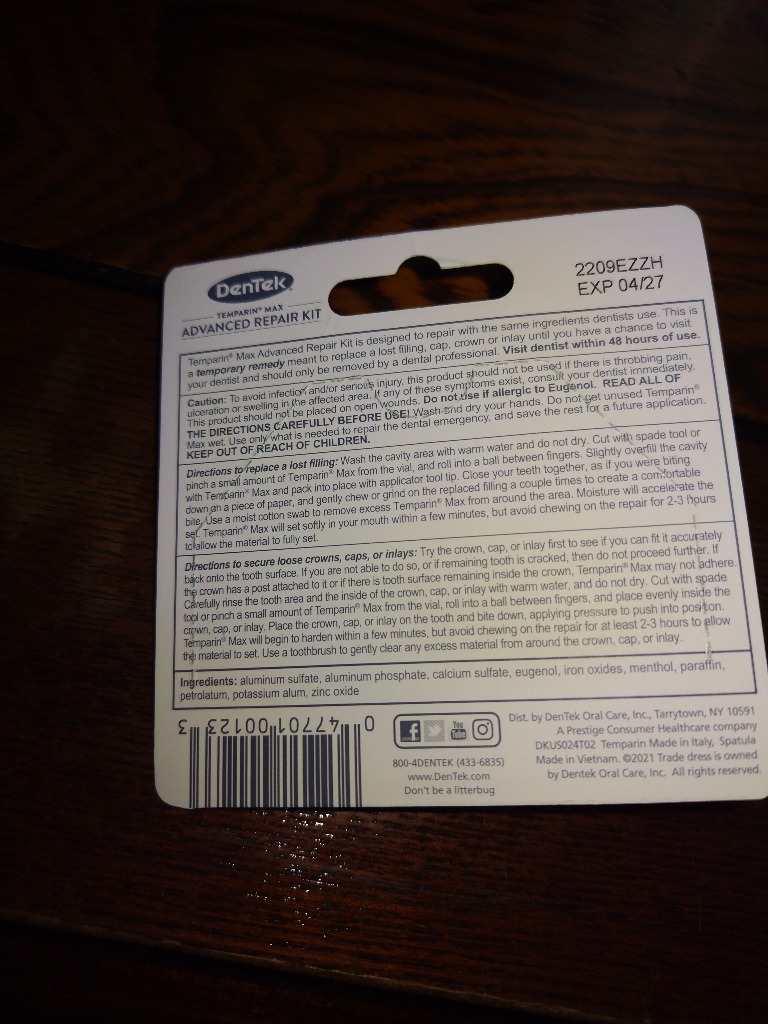 DenTek
TEMPARIN® MAX
ADVANCED REPAIR KIT
2209EZZH
EXP 04/27
Temparin® Max Advanced Repair Kit is designed to repair with the same ingredients dentists use. This is
a temporary remedy meant to replace a lost filling, cap, crown or inlay until you have a chance to visit
your dentist and should only be removed by a dental professional. Visit dentist within 48 hours of use.
Caution: To avoid infection and/or serious injury, this product should not be used if there is throbbing pain,
ulceration or swelling in the affected area. If any of these symptoms exist, consult your dentist immediately.
This product should not be placed on open wounds. Do not use if allergic to Eugenol. READ ALL OF
THE DIRECTIONS CAREFULLY BEFORE USE! Wash and dry your hands. Do not get unused Temparin®
Max wet. Use only what is needed to repair the dental emergency, and save the rest for a future application.
KEEP OUT OF REACH OF CHILDREN.
Directions to replace a lost filling: Wash the cavity area with warm water and do not dry. Cut with spade tool or
pinch a small amount of Temparin® Max from the vial, and roll into a ball between fingers. Slightly overfill the cavity
with Temparin® Max and pack into place with applicator tool tip. Close your teeth together, as if you were biting
down on a piece of paper, and gently chew or grind on the replaced filling a couple times to create a comfortable
bite. Use a moist cotton swab to remove excess Temparin® Max from around the area. Moisture will accelerate the
set. Temparin® Max will set softly in your mouth within a few minutes, but avoid chewing on the repair for 2-3 hours
to allow the material to fully set.
Directions to secure loose crowns, caps, or inlays: Try the crown, cap, or inlay first to see if you can fit it accurately
back onto the tooth surface. If you are not able to do so, or if remaining tooth is cracked, then do not proceed further. If
the crown has a post attached to it or if there is tooth surface remaining inside the crown, Temparin® Max may not adhere.
Carefully rinse the tooth area and the inside of the crown, cap, or inlay with warm water, and do not dry. Cut with spade
tool or pinch a small amount of Temparin® Max from the vial, roll into a ball between fingers, and place evenly inside the
crown, cap, or inlay. Place the crown, cap, or inlay on the tooth and bite down, applying pressure to push into position.
Temparin® Max will begin to harden within a few minutes, but avoid chewing on the repair for at least 2-3 hours to allow
the material to set. Use a toothbrush to gently clear any excess material from around the crown, cap, or inlay.
Ingredients: aluminum sulfate, aluminum phosphate, calcium sulfate, eugenol, iron oxides, menthol, paraffin,
petrolatum, potassium alum, zinc oxide
0 47701 00123 3
You
Tube
800-4DENTEK (433-6835)
www.DenTek.com
Don't be a litterbug
Dist. by DenTek Oral Care, Inc., Tarrytown, NY 10591
A Prestige Consumer Healthcare company
DKUS024T02 Temparin Made in Italy, Spatula
Made in Vietnam. ©2021 Trade dress is owned
by Dentek Oral Care, Inc. All rights reserved.